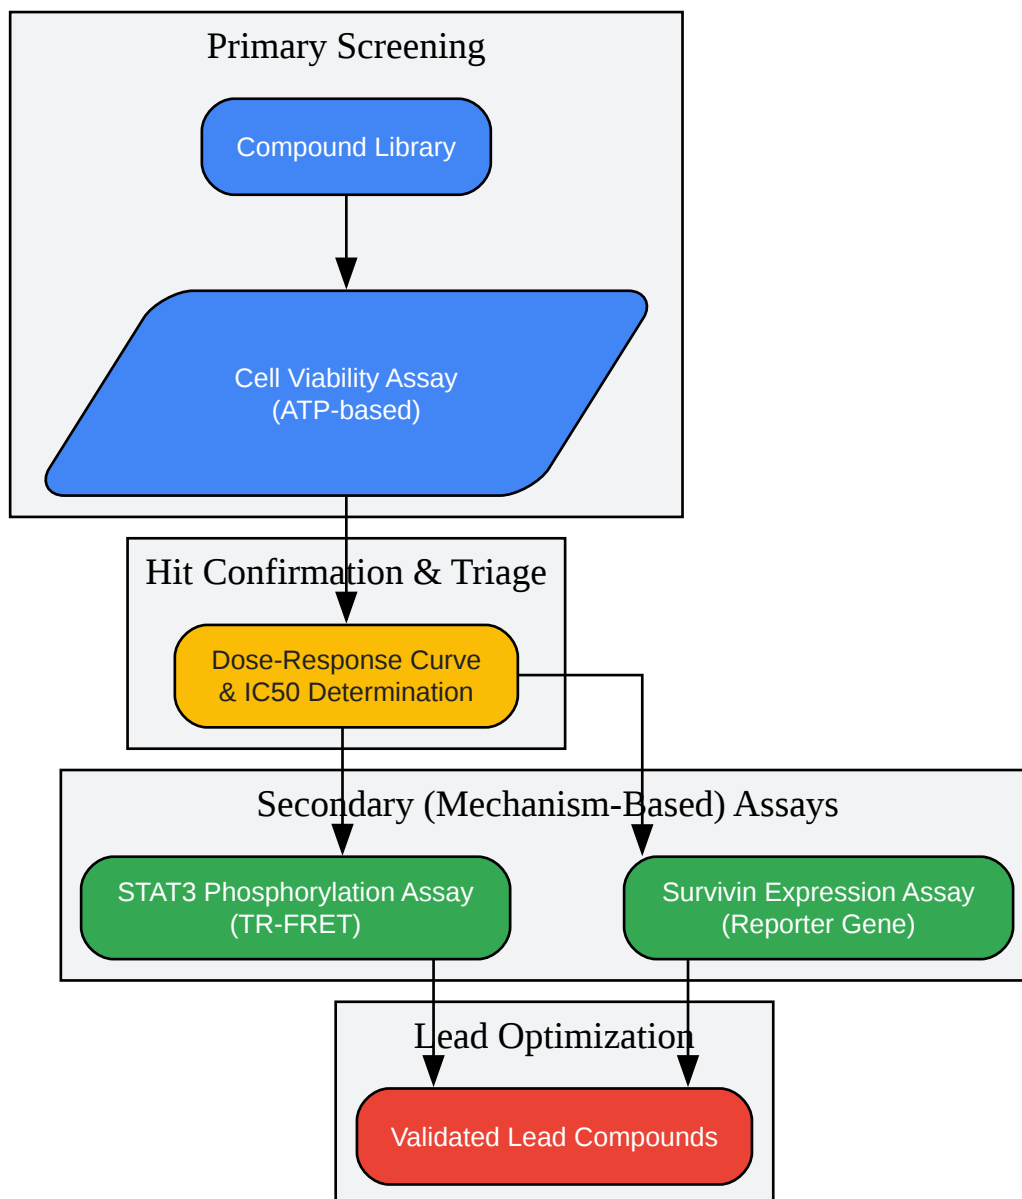 Primary Screening
Compound Library
Cell Viability Assay
(ATP-based)
Hit Confirmation & Triage
Dose-Response Curve
& IC50 Determination
Secondary (Mechanism-Based) Assays
STAT3 Phosphorylation Assay
(TR-FRET)
Survivin Expression Assay
(Reporter Gene)
Lead Optimization
Validated Lead Compounds